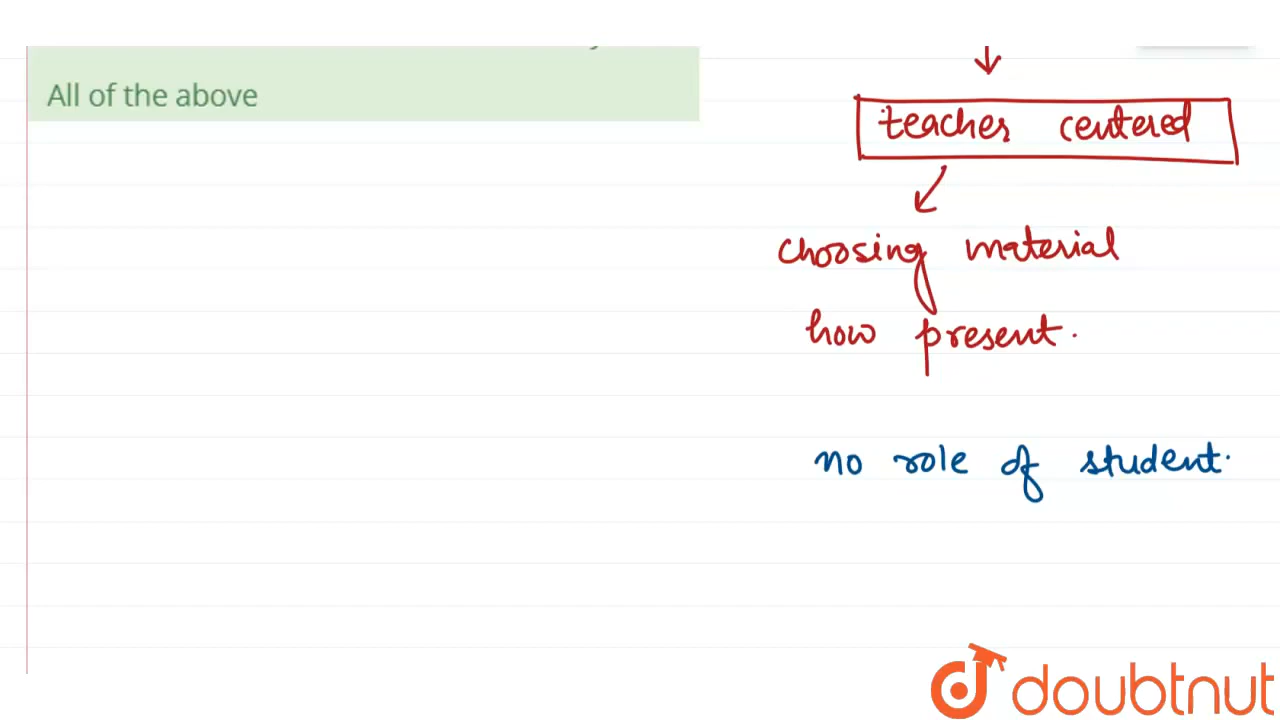 All of the above
teacher centered
choosing material
how present.
no role of student.
doubtnut